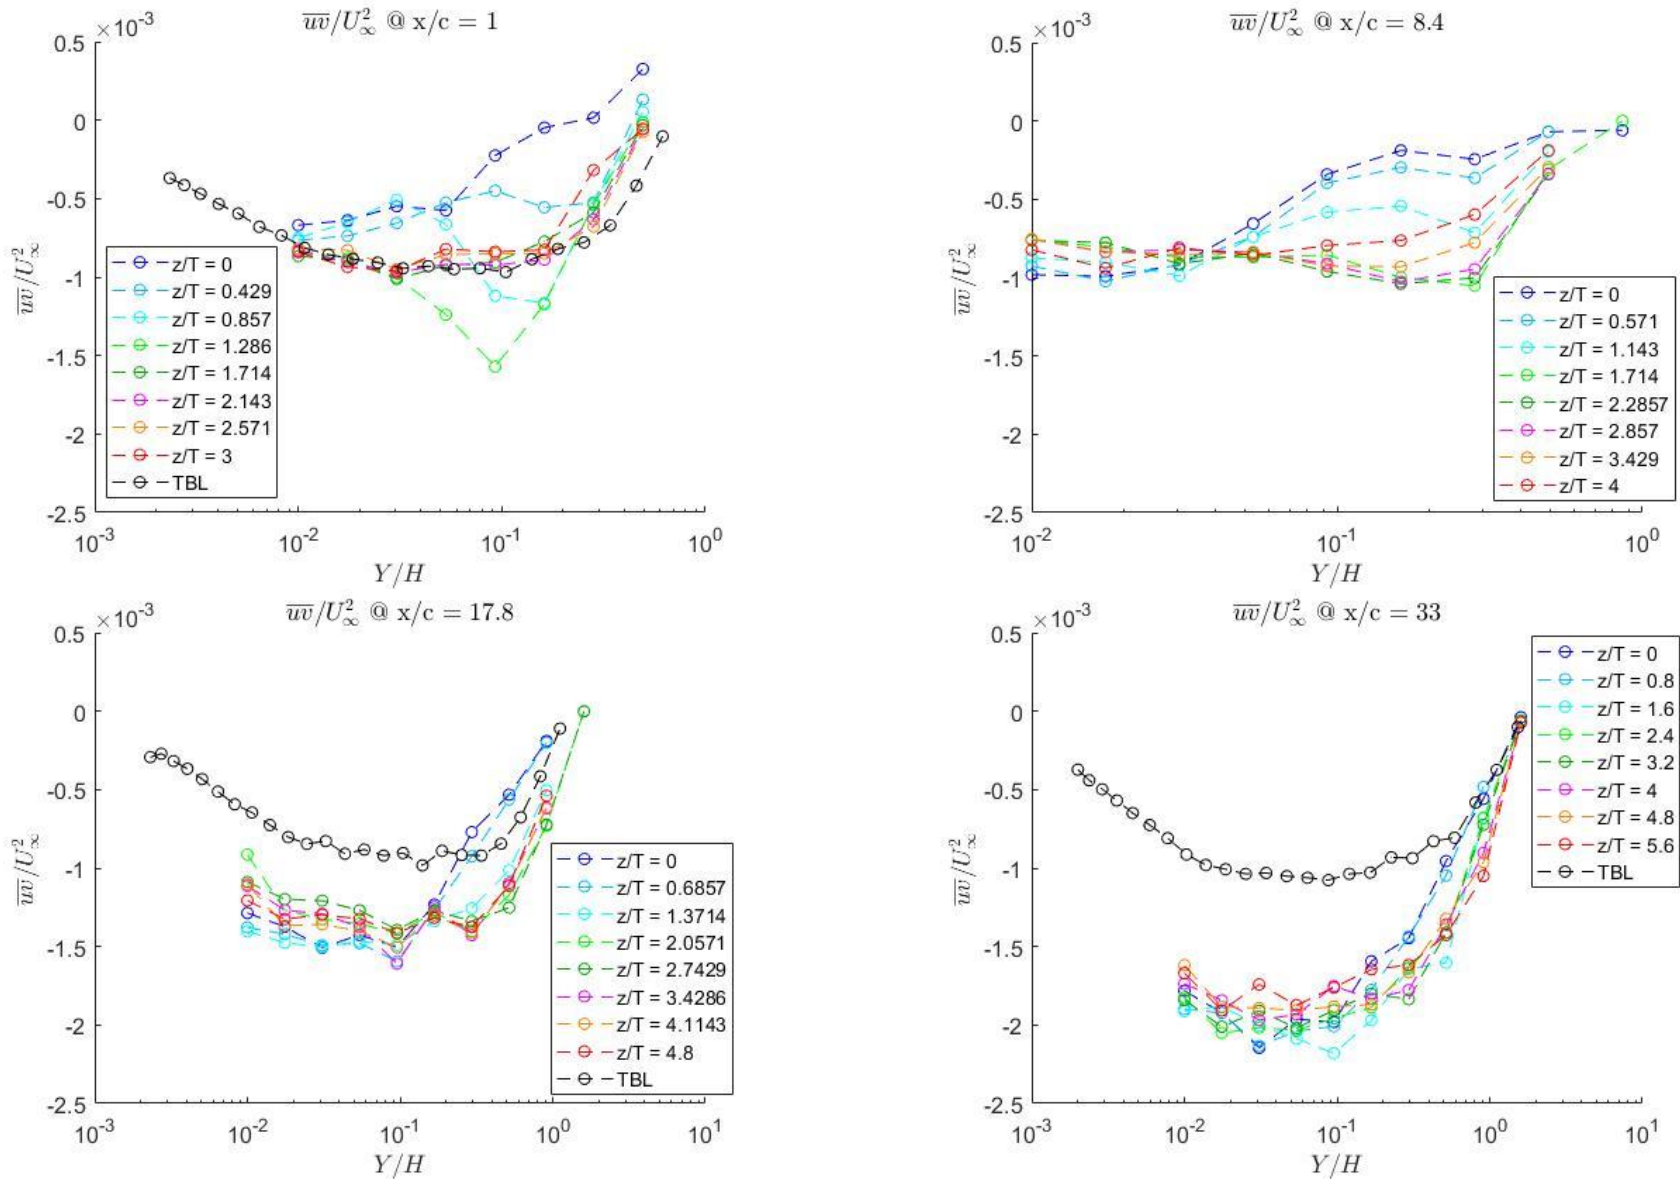 ×10⁻³
uv/U²∞ @ x/c = 1
0.5
0
-0.5
-1
-1.5
-2
-2.5
uv/U²∞
z/T = 0
z/T = 0.429
z/T = 0.857
z/T = 1.286
z/T = 1.714
z/T = 2.143
z/T = 2.571
z/T = 3
TBL
10⁻³
10⁻²
10⁻¹
10⁰
Y/H
×10⁻³
uv/U²∞ @ x/c = 8.4
0.5
0
-0.5
-1
-1.5
-2
-2.5
uv/U²∞
z/T = 0
z/T = 0.571
z/T = 1.143
z/T = 1.714
z/T = 2.2857
z/T = 2.857
z/T = 3.429
z/T = 4
10⁻²
10⁻¹
10⁰
Y/H
×10⁻³
uv/U²∞ @ x/c = 17.8
0.5
0
-0.5
-1
-1.5
-2
-2.5
uv/U²∞
z/T = 0
z/T = 0.6857
z/T = 1.3714
z/T = 2.0571
z/T = 2.7429
z/T = 3.4286
z/T = 4.1143
z/T = 4.8
TBL
10⁻³
10⁻²
10⁻¹
10⁰
10¹
Y/H
×10⁻³
uv/U²∞ @ x/c = 33
0.5
0
-0.5
-1
-1.5
-2
-2.5
uv/U²∞
z/T = 0
z/T = 0.8
z/T = 1.6
z/T = 2.4
z/T = 3.2
z/T = 4
z/T = 4.8
z/T = 5.6
TBL
10⁻³
10⁻²
10⁻¹
10⁰
10¹
Y/H